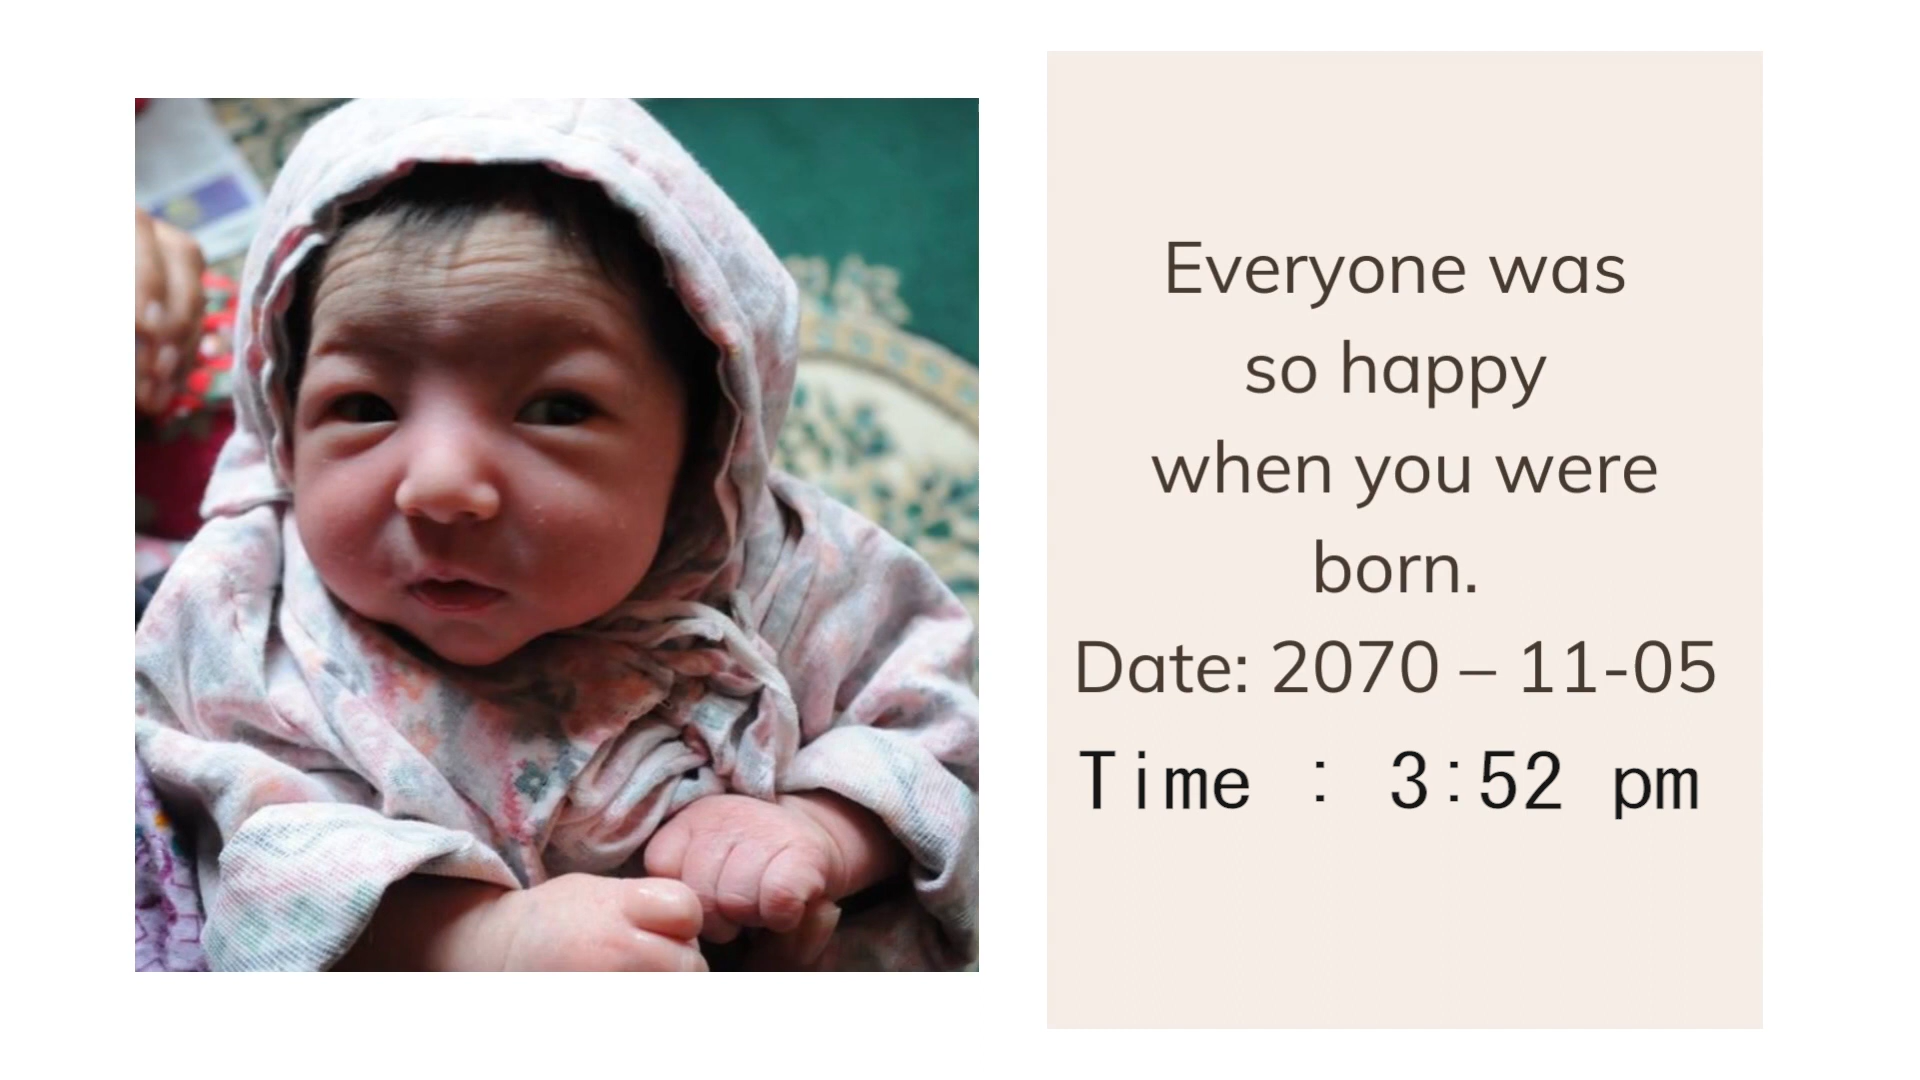 Everyone was
so happy
when you were
born.
Date: 2070 – 11-05
Time : 3:52 pm